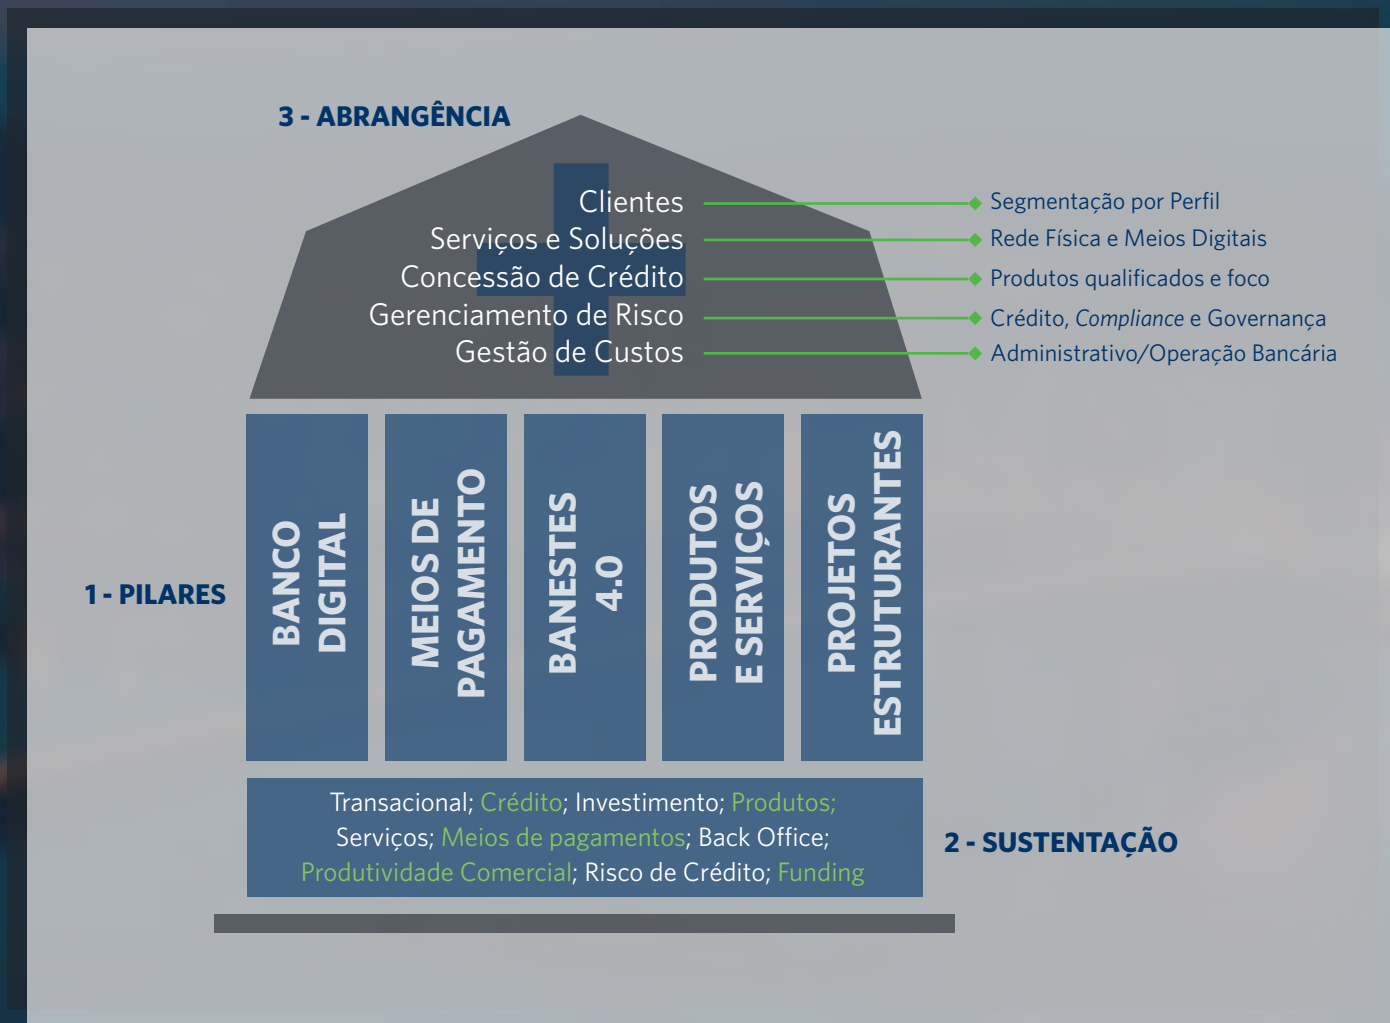 3 - ABRANGÊNCIA
Clientes
Segmentação por Perfil
Serviços e Soluções
Rede Física e Meios Digitais
Concessão de Crédito
Produtos qualificados e foco
Gerenciamento de Risco
Crédito, Compliance e Governança
Gestão de Custos
Administrativo/Operação Bancária
1 - PILARES
BANCO
DIGITAL
MEIOS DE
PAGAMENTO
BANESTES
4.0
PRODUTOS
E SERVIÇOS
PROJETOS
ESTRUTURANTES
Transacional; Crédito; Investimento; Produtos;
Serviços; Meios de pagamentos; Back Office;
Produtividade Comercial; Risco de Crédito; Funding
2 - SUSTENTAÇÃO